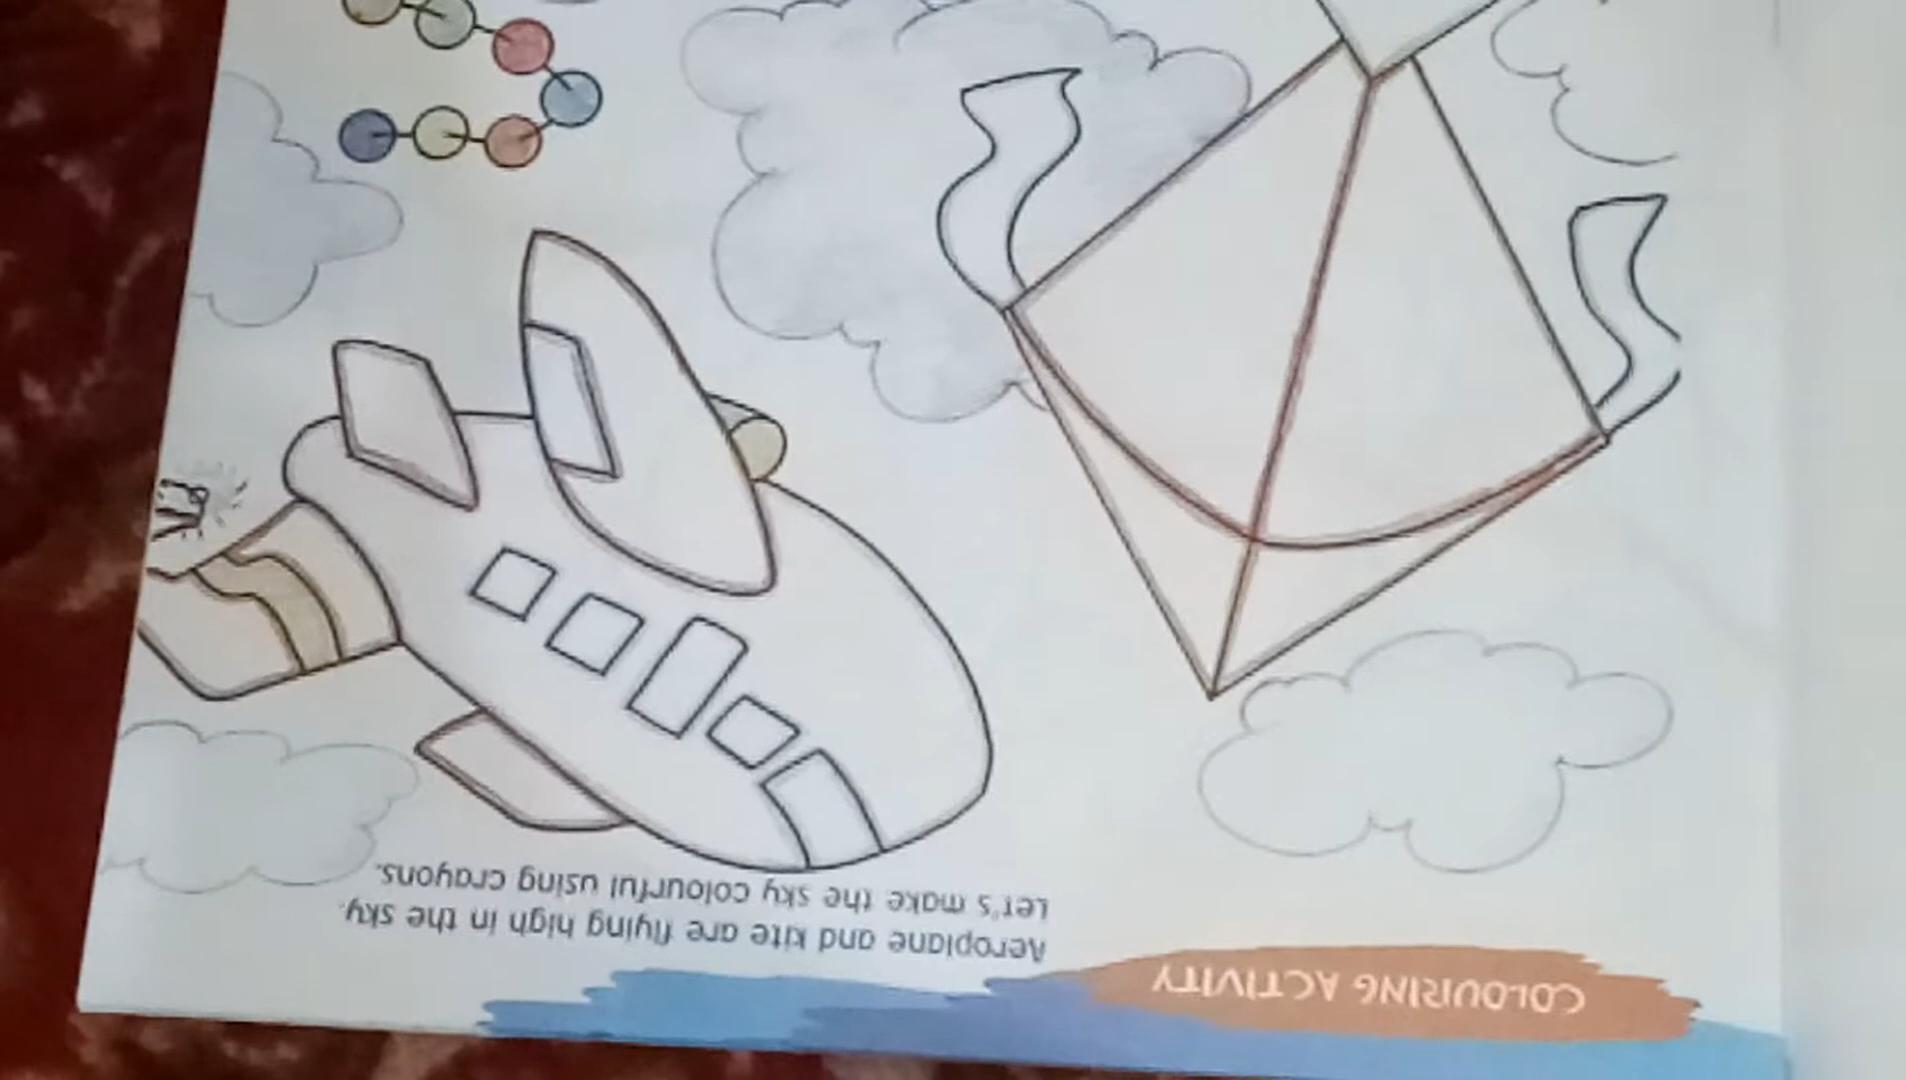 COLOURING ACTIVITY
Aeroplane and kite are flying high in the sky.
Let's make the sky colourful using crayons.